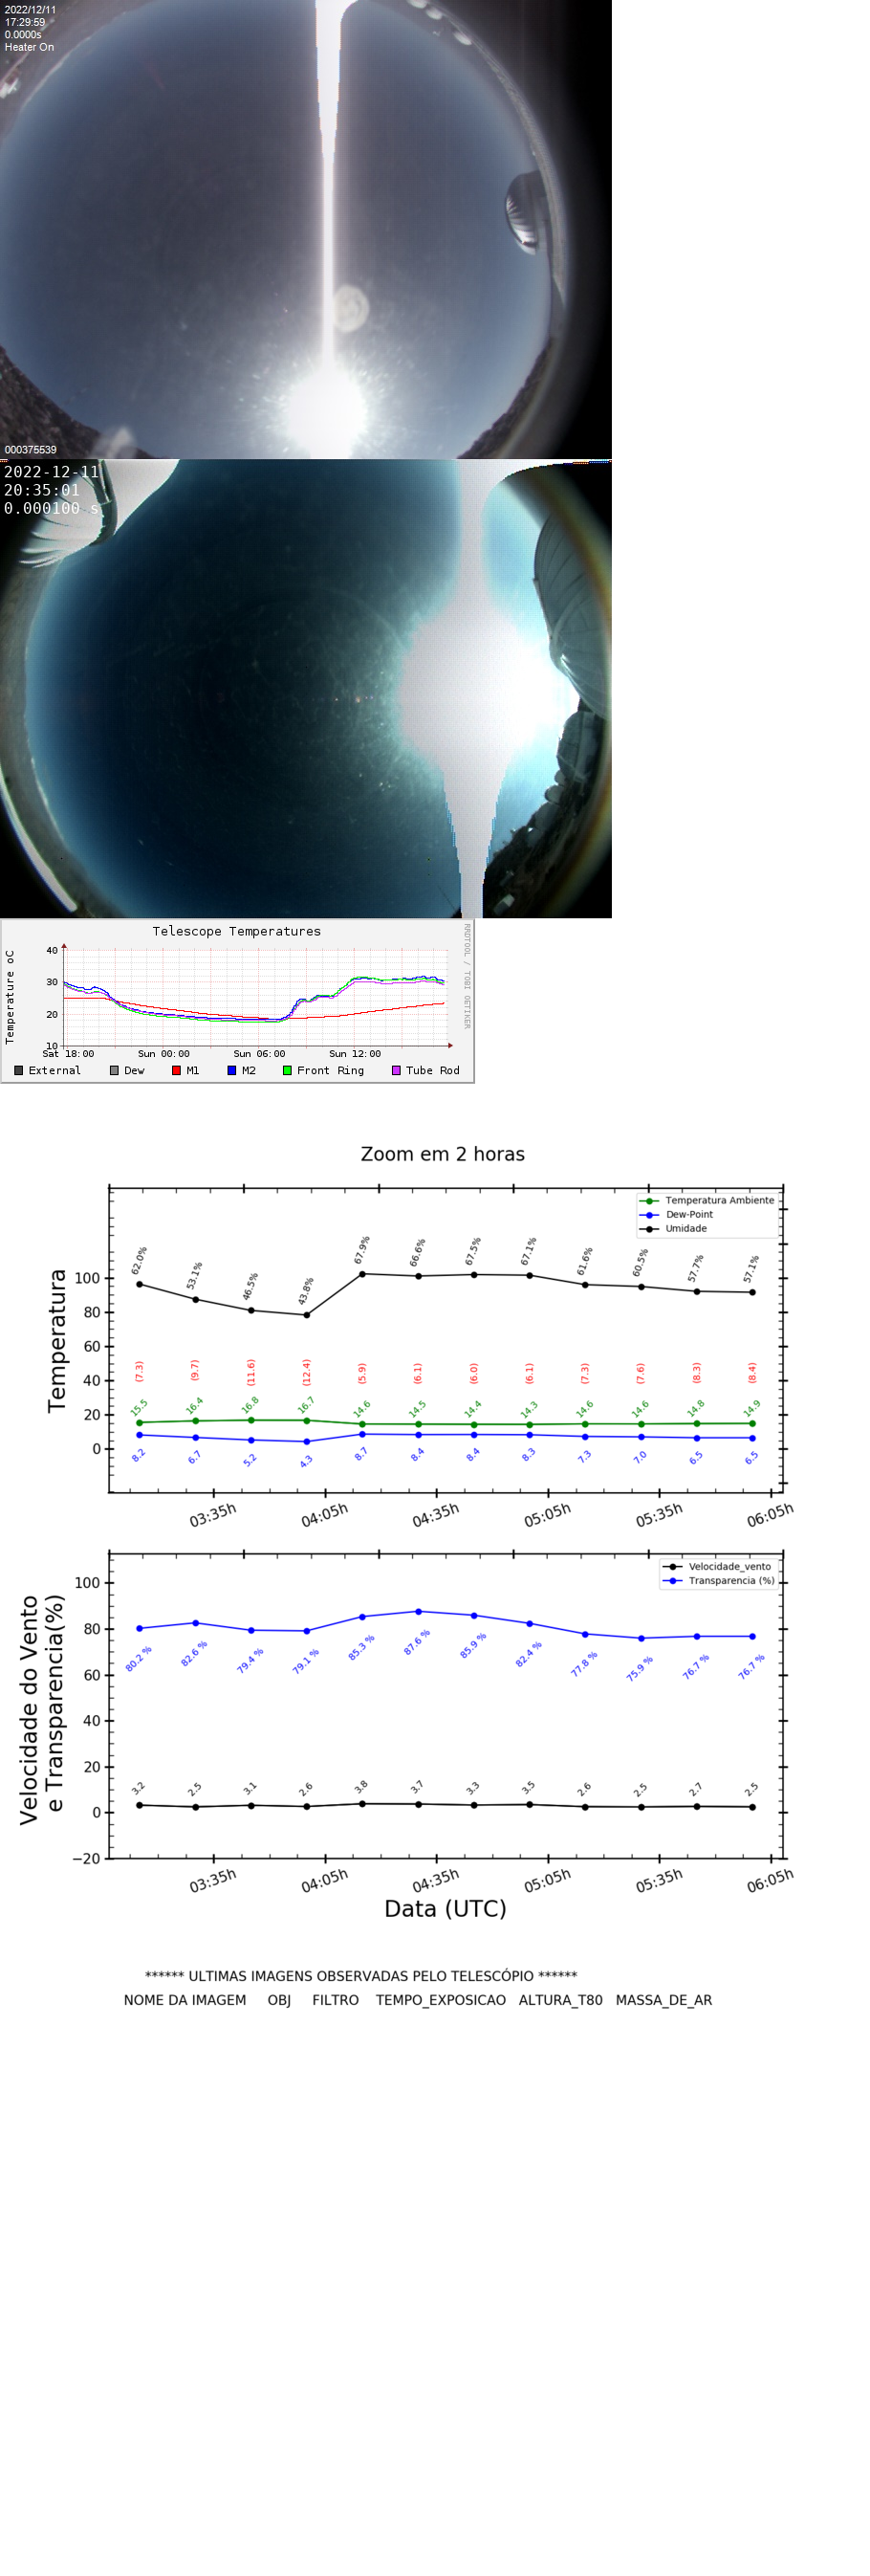 2022/12/11
17:29:59
0.0000s
Heater On
000375539
2022-12-11
20:35:01
0.000100 s
Telescope Temperatures
RRDTOOL / TOBI OETIKER
Temperature oC
40
30
20
10
Sat 18:00 Sun 00:00 Sun 06:00 Sun 12:00
External Dew M1 M2 Front Ring Tube Rod
Zoom em 2 horas
Temperatura Ambiente
Dew-Point
Umidade
Temperatura
100
80
60
40
20
0
62.0% 53.1% 46.5% 43.8% 67.9% 66.6% 67.5% 67.1% 61.6% 60.5% 57.7% 57.1%
(7.3) (9.7) (11.6) (12.4) (5.9) (6.1) (6.0) (6.1) (7.3) (7.6) (8.3) (8.4)
15.5 16.4 16.8 16.7 14.6 14.5 14.4 14.3 14.6 14.6 14.8 14.9
8.2 6.7 5.2 4.3 8.7 8.4 8.4 8.3 7.3 7.0 6.5 6.5
03:35h 04:05h 04:35h 05:05h 05:35h 06:05h
Velocidade_vento
Transparencia (%)
Velocidade do Vento
e Transparencia(%)
100
80
60
40
20
0
−20
80.2 % 82.6 % 79.4 % 79.1 % 85.3 % 87.6 % 85.9 % 82.4 % 77.8 % 75.9 % 76.7 % 76.7 %
3.2 2.5 3.1 2.6 3.8 3.7 3.3 3.5 2.6 2.5 2.7 2.5
03:35h 04:05h 04:35h 05:05h 05:35h 06:05h
Data (UTC)
****** ULTIMAS IMAGENS OBSERVADAS PELO TELESCÓPIO ******
NOME DA IMAGEM OBJ FILTRO TEMPO_EXPOSICAO ALTURA_T80 MASSA_DE_AR